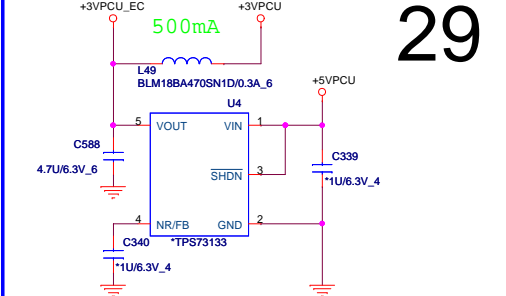 +3VPCU_EC
+3VPCU
29
500mA
L49
BLM18BA470SN1D/0.3A_6
+5VPCU
U4
5
VOUT
VIN
1
C588
C339
4.7U/6.3V_6
SHDN
3
*1U/6.3V_4
4
NR/FB
GND
2
C340
*TPS73133
*1U/6.3V_4